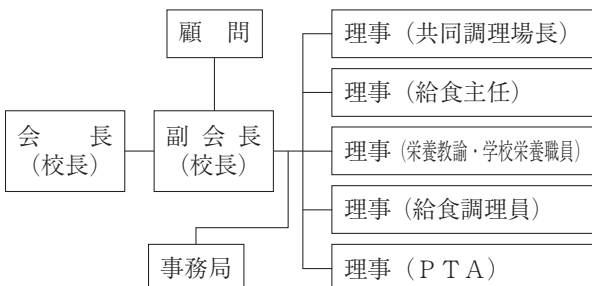 顧　問
会　　長
（校長）
副 会 長
（校長）
事務局
理事（共同調理場長）
理事（給食主任）
理事（栄養教諭・学校栄養職員）
理事（給食調理員）
理事（ＰＴＡ）